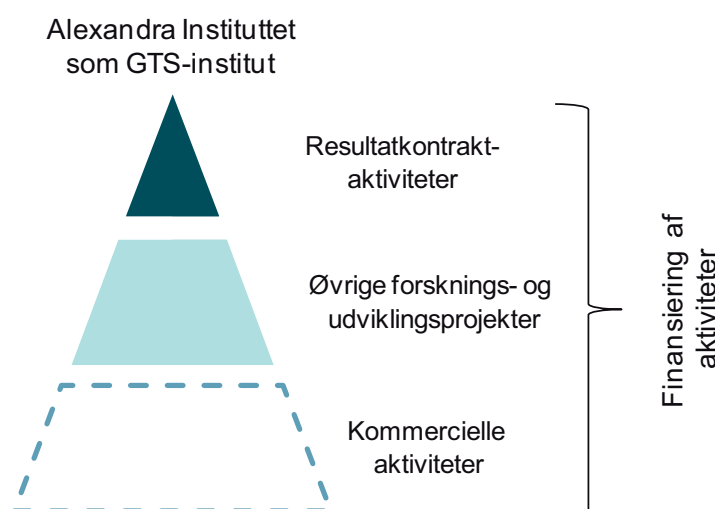 Alexandra Instituttet
som GTS-institut
Resultatkontrakt-
aktiviteter
Øvrige forsknings- og
udviklingsprojekter
Kommercielle
aktiviteter
Finansiering af
aktiviteter